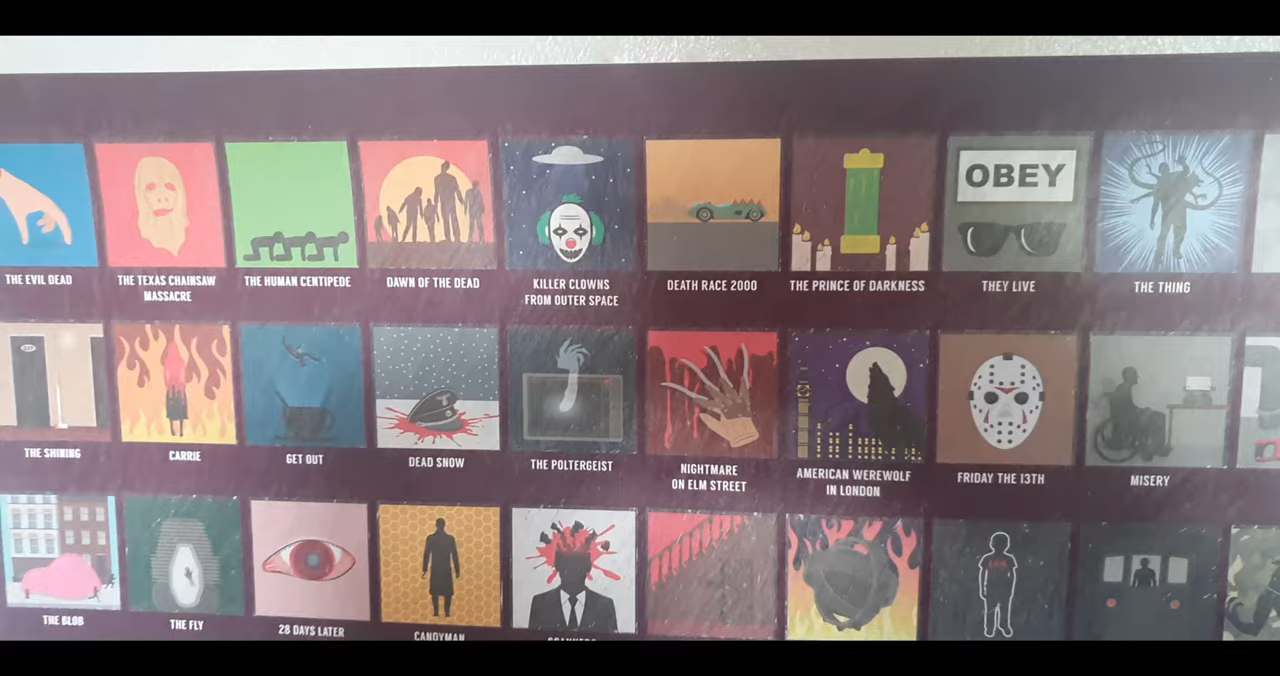 OBEY
THE EVIL DEAD
THE TEXAS CHAINSAW
MASSACRE
THE HUMAN CENTIPEDE
DAWN OF THE DEAD
KILLER CLOWNS
FROM OUTER SPACE
DEATH RACE 2000
THE PRINCE OF DARKNESS
THEY LIVE
THE THING
THE SHINING
CARRIE
GET OUT
DEAD SNOW
THE POLTERGEIST
NIGHTMARE
ON ELM STREET
AMERICAN WEREWOLF
IN LONDON
FRIDAY THE 13TH
MISERY
THE BLOB
THE FLY
28 DAYS LATER
CANDYMAN